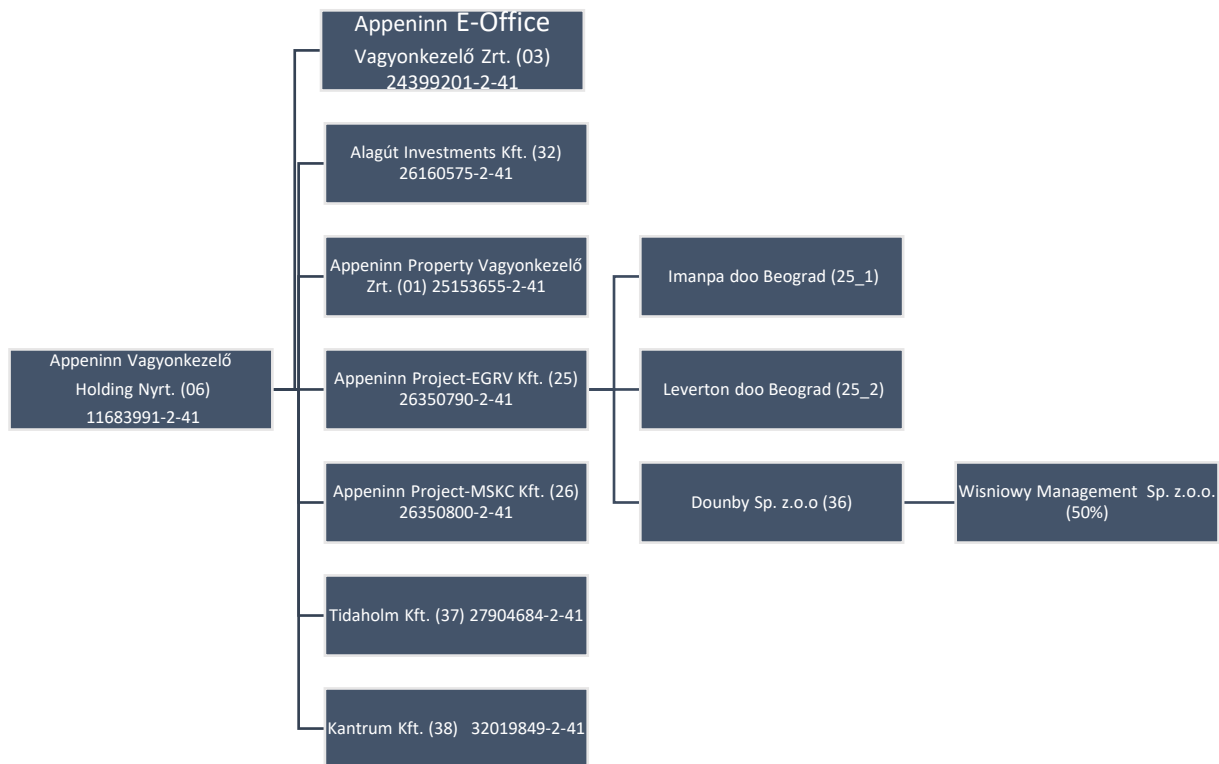 Appeninn E-Office
Vagyonkezelő Zrt. (03)
24399201-2-41
Alagút Investments Kft. (32)
26160575-2-41
Appeninn Property Vagyonkezelő
Zrt. (01) 25153655-2-41
Imanpa doo Beograd (25_1)
Appeninn Vagyonkezelő
Holding Nyrt. (06)
11683991-2-41
Appeninn Project-EGRV Kft. (25)
26350790-2-41
Leverton doo Beograd (25_2)
Appeninn Project-MSKC Kft. (26)
26350800-2-41
Dounby Sp. z.o.o (36)
Wisniowy Management Sp. z.o.o.
(50%)
Tidaholm Kft. (37) 27904684-2-41
Kantrum Kft. (38) 32019849-2-41